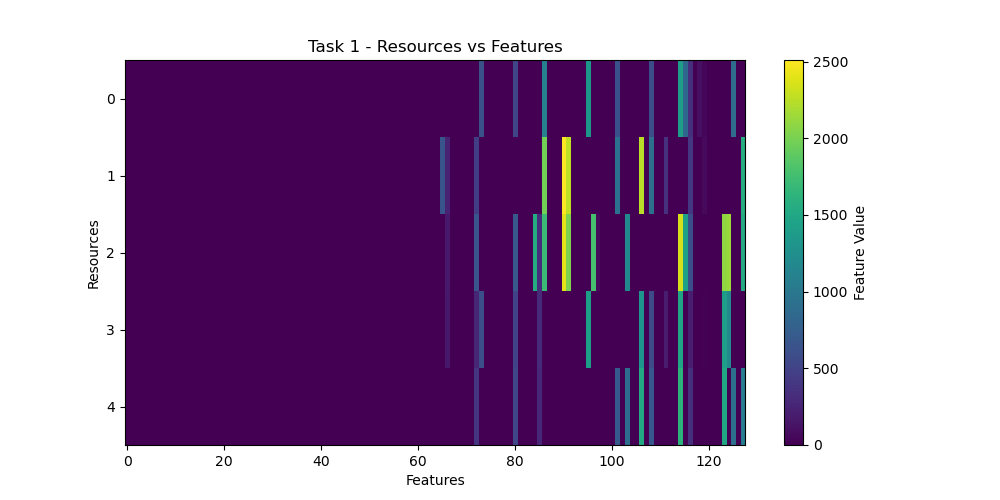 Task 1 - Resources vs Features
Resources
0
1
2
3
4
0 20 40 60 80 100 120
Features
2500
2000
1500
1000
500
0
Feature Value